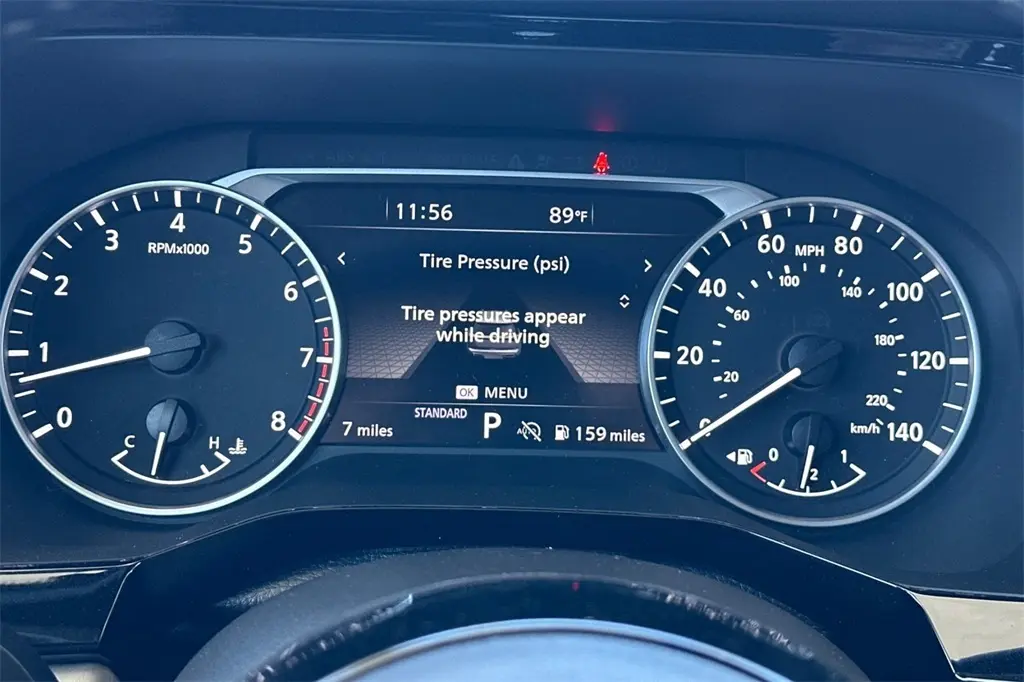 11:56 89°F
Tire Pressure (psi)
Tire pressures appear
while driving
OK MENU
STANDARD
7 miles P 159 miles
0 1 2 3 4 5 6 7 8
RPMx1000
C H
0 20 40 60 80 100 120 140
MPH
20 60 100 140 180 220
km/h
0 1
2